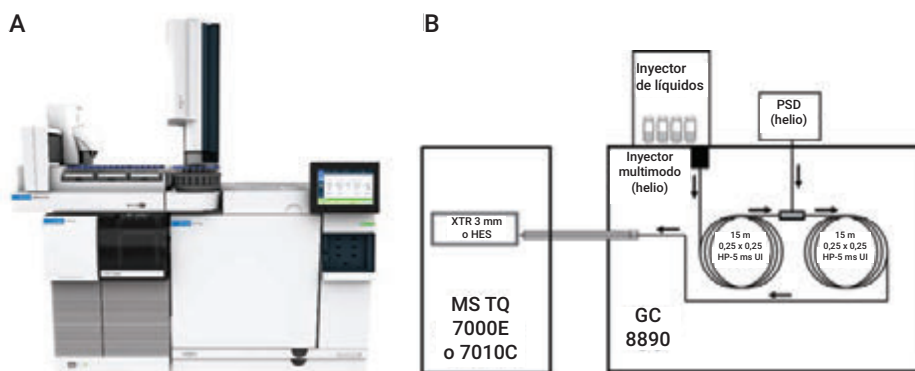 A
B
Inyector
de líquidos
PSD
(helio)
Inyector
multimodo
(helio)
XTR 3 mm
o HES
15 m
0,25 x 0,25
HP-5 ms UI
15 m
0,25 x 0,25
HP-5 ms UI
MS TQ
7000E
o 7010C
GC
8890